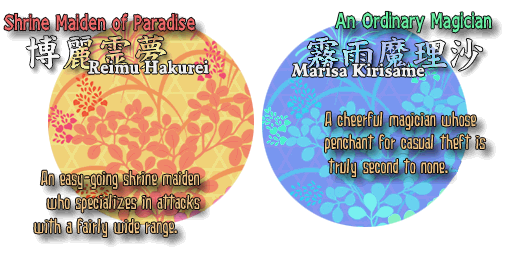 Shrine Maiden of Paradise
博麗霊夢
Reimu Hakurei
An easy-going shrine maiden
who specializes in attacks
with a fairly wide range.
An Ordinary Magician
霧雨魔理沙
Marisa Kirisame
A cheerful magician whose
penchant for casual theft is
truly second to none.